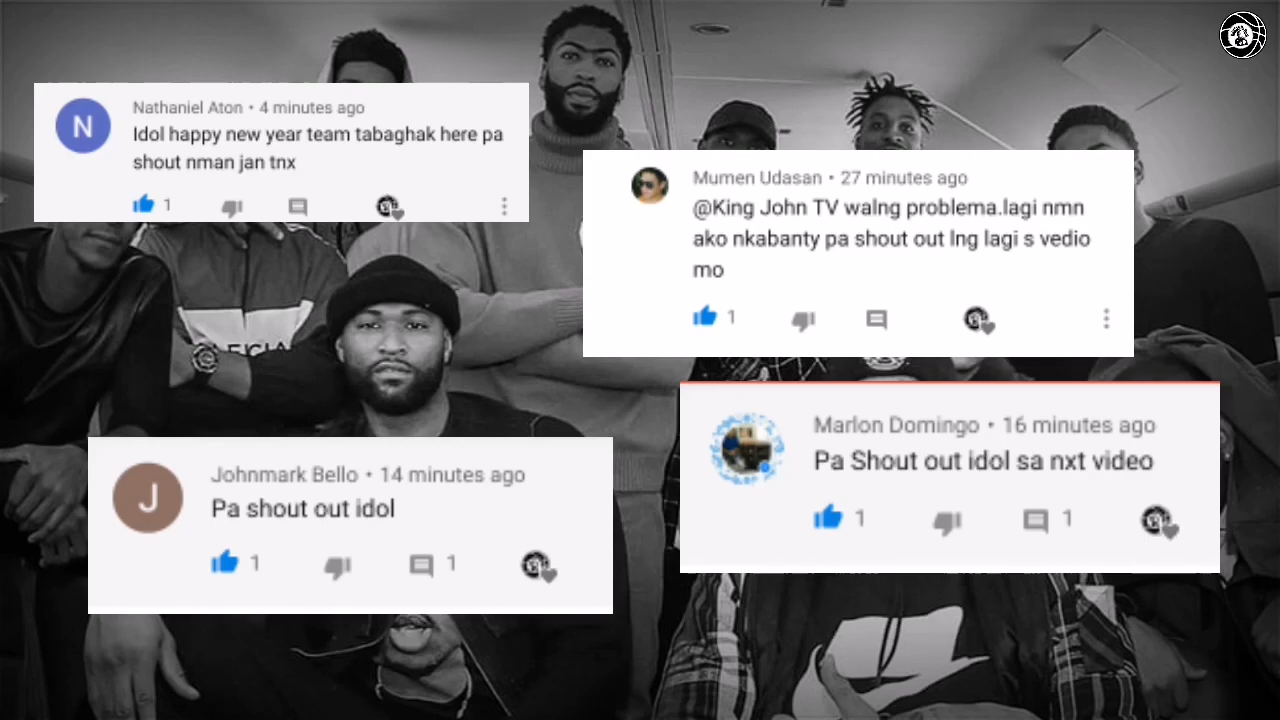 Nathaniel Aton • 4 minutes ago
Idol happy new year team tabaghak here pa
shout nman jan tnx
N
1
Mumen Udasan • 27 minutes ago
@King John TV walng problema.lagi nmn
ako nkabanty pa shout out lng lagi s vedio
mo
1
Marlon Domingo • 16 minutes ago
Pa Shout out idol sa nxt video
1
1
Johnmark Bello • 14 minutes ago
J
Pa shout out idol
1
1